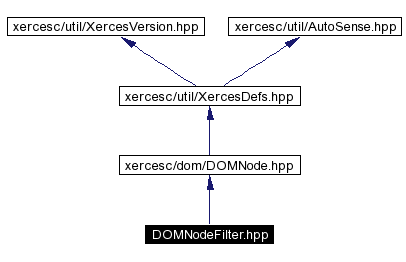 xercesc/util/XercesVersion.hpp
xercesc/util/AutoSense.hpp
xercesc/util/XercesDefs.hpp
xercesc/dom/DOMNode.hpp
DOMNodeFilter.hpp